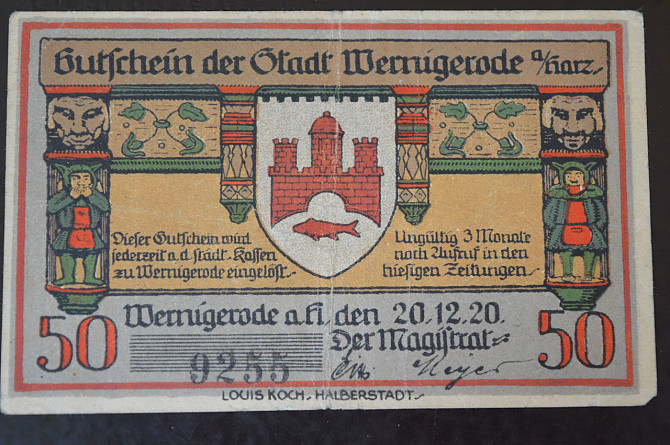 Gutschein der Stadt Wernigerode a/Harz.
Dieser Gutschein wird
jederzeit a.d. städt. Kassen
zu Wernigerode eingelöst.
Ungültig 3 Monate
nach Aufruf in den
hiesigen Zeitungen
50
Wernigerode a.H. den 20.12.20.
Der Magistrat
50
9255
Meyer
LOUIS KOCH. HALBERSTADT.